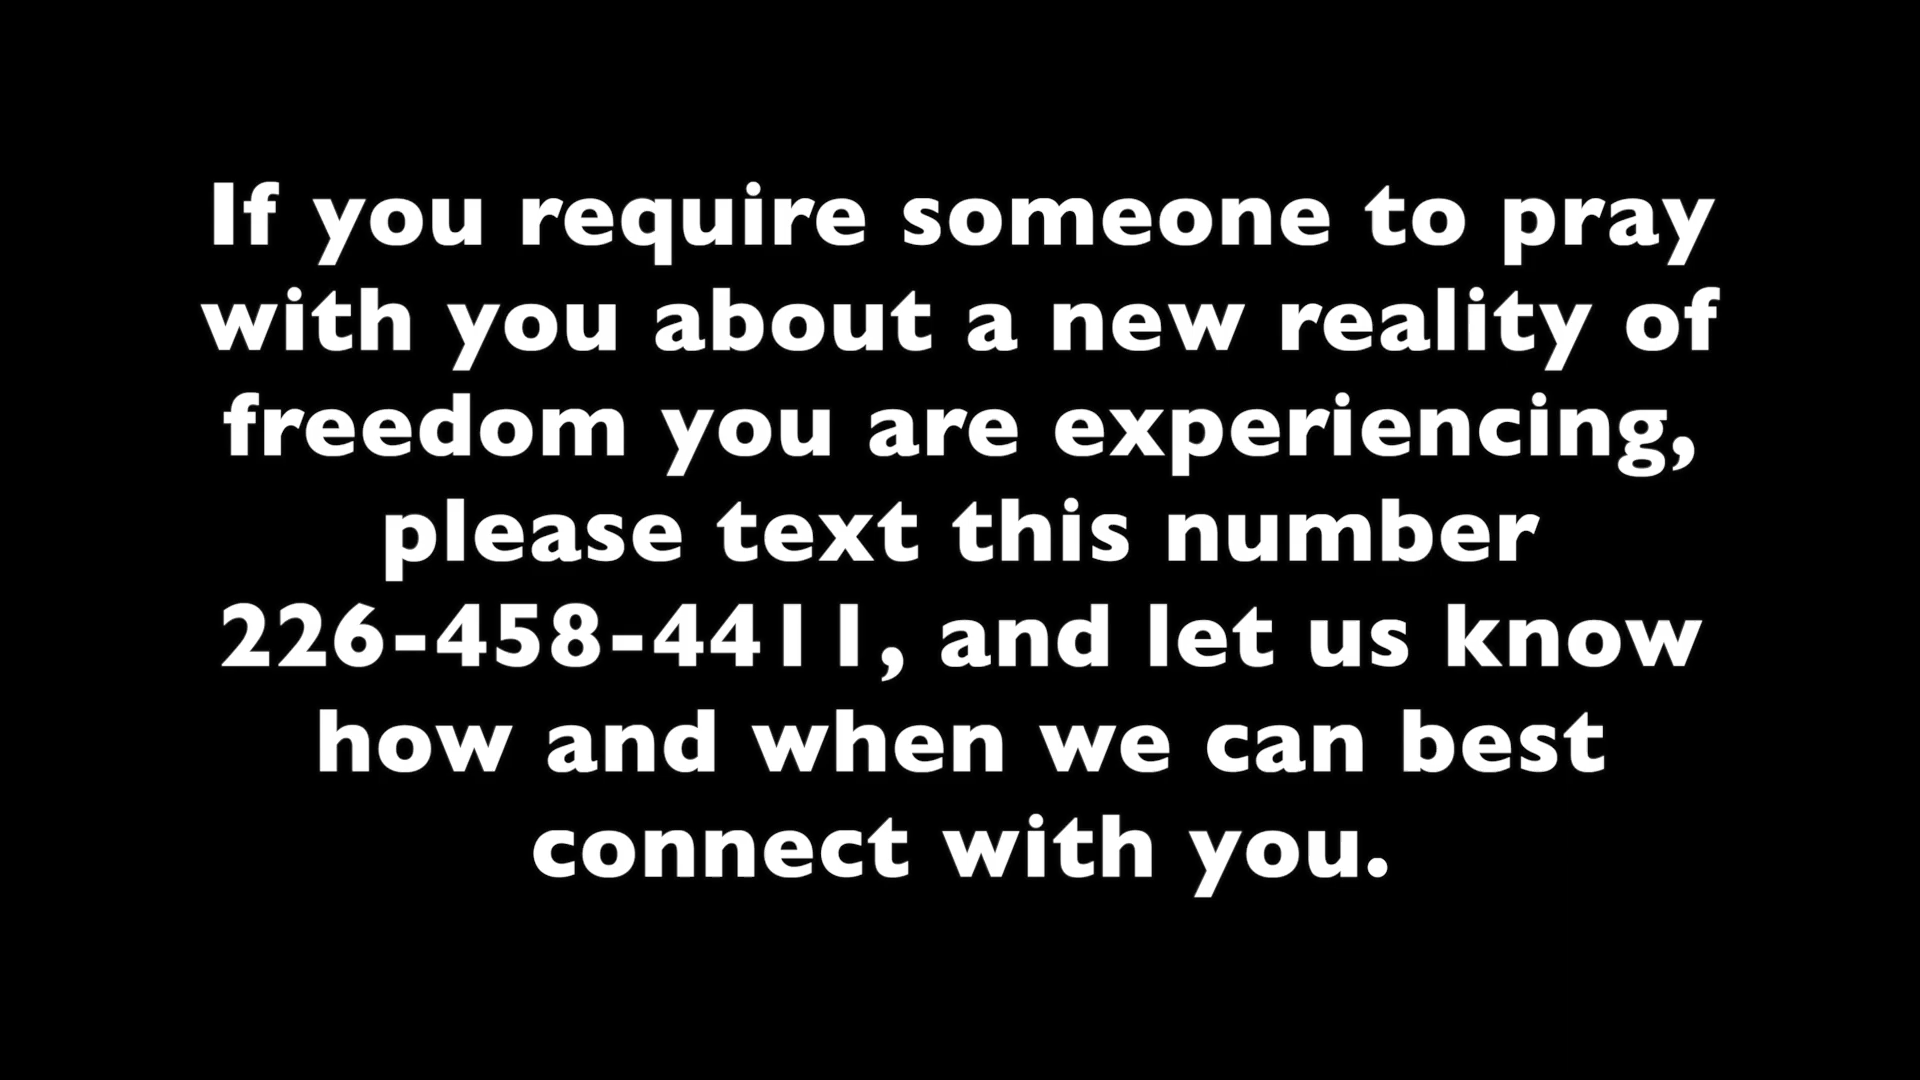 If you require someone to pray
with you about a new reality of
freedom you are experiencing,
please text this number
226-458-4411, and let us know
how and when we can best
connect with you.